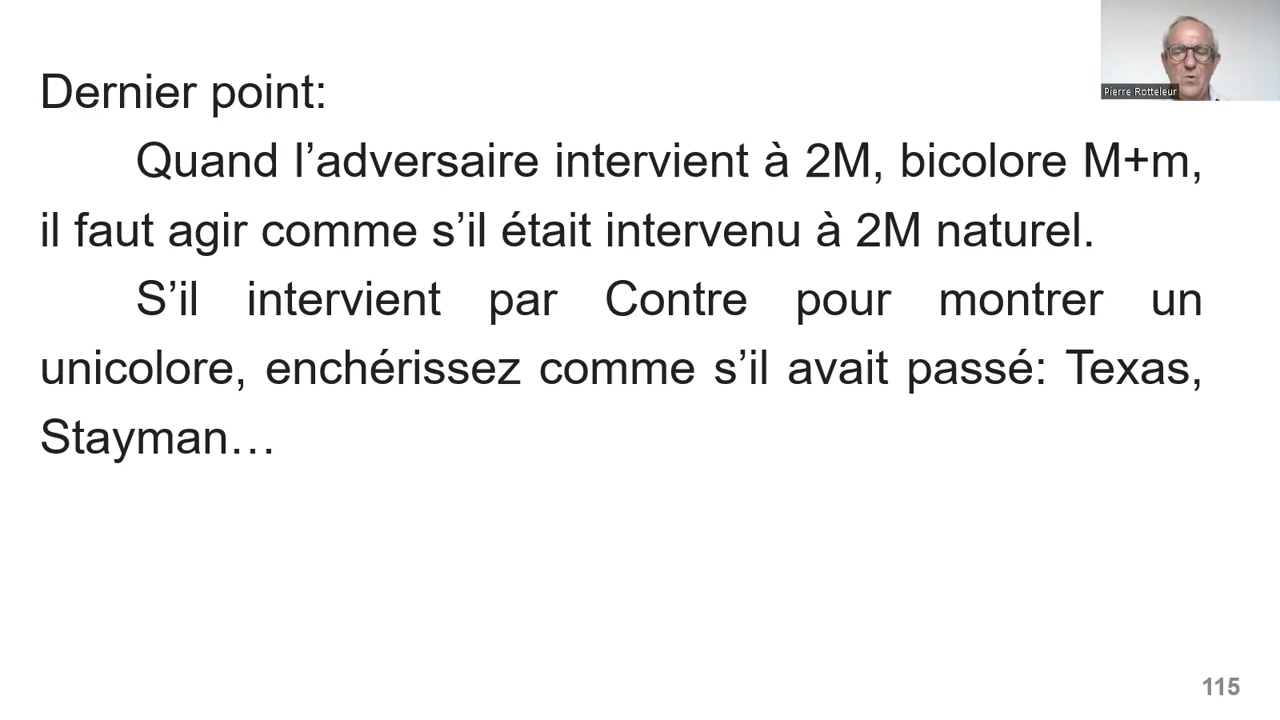 Dernier point:
Pierre Rotteleur
Quand l’adversaire intervient à 2M, bicolore M+m,
il faut agir comme s’il était intervenu à 2M naturel.
S’il intervient par Contre pour montrer un
unicolore, enchérissez comme s’il avait passé: Texas,
Stayman…
115